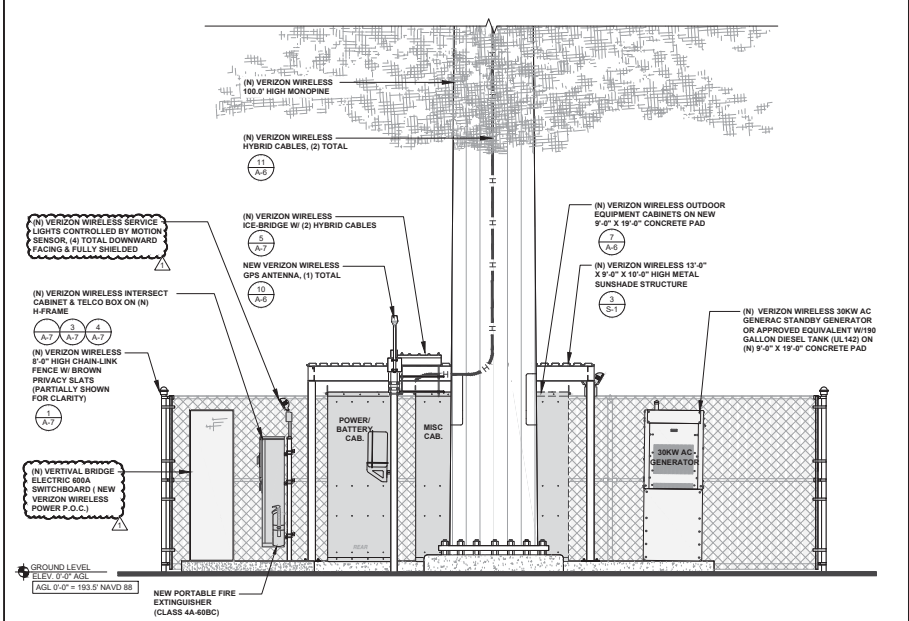 (N) VERIZON WIRELESS
100.0' HIGH MONOPINE
(N) VERIZON WIRELESS
HYBRID CABLES, (2) TOTAL
11
A-6
(N) VERIZON WIRELESS SERVICE
LIGHTS CONTROLLED BY MOTION
SENSOR, (4) TOTAL DOWNWARD
FACING & FULLY SHIELDED
1
(N) VERIZON WIRELESS
ICE-BRIDGE W/ (2) HYBRID CABLES
5
A-7
NEW VERIZON WIRELESS
GPS ANTENNA, (1) TOTAL
10
A-6
(N) VERIZON WIRELESS OUTDOOR
EQUIPMENT CABINETS ON NEW
9'-0" X 19'-0" CONCRETE PAD
7
A-6
(N) VERIZON WIRELESS 13'-0"
X 9'-0" X 10'-0" HIGH METAL
SUNSHADE STRUCTURE
3
S-1
(N) VERIZON WIRELESS 30KW AC
GENERAC STANDBY GENERATOR
OR APPROVED EQUIVALENT W/190
GALLON DIESEL TANK (UL142) ON
(N) 9'-0" X 19'-0" CONCRETE PAD
(N) VERIZON WIRELESS INTERSECT
CABINET & TELCO BOX ON (N)
H-FRAME
3 4
A-7 A-7 A-7
(N) VERIZON WIRELESS
8'-0" HIGH CHAIN-LINK
FENCE W/ BROWN
PRIVACY SLATS
(PARTIALLY SHOWN
FOR CLARITY)
1
A-7
(N) VERTIVAL BRIDGE
ELECTRIC 600A
SWITCHBOARD ( NEW
VERIZON WIRELESS
POWER P.O.C.)
1
H
H
H
H
POWER/
BATTERY
CAB.
MISC
CAB.
REAR
30KW AC
GENERATOR
GROUND LEVEL
ELEV. 0'-0" AGL
AGL 0'-0" = 193.5' NAVD 88
NEW PORTABLE FIRE
EXTINGUISHER
(CLASS 4A-60BC)